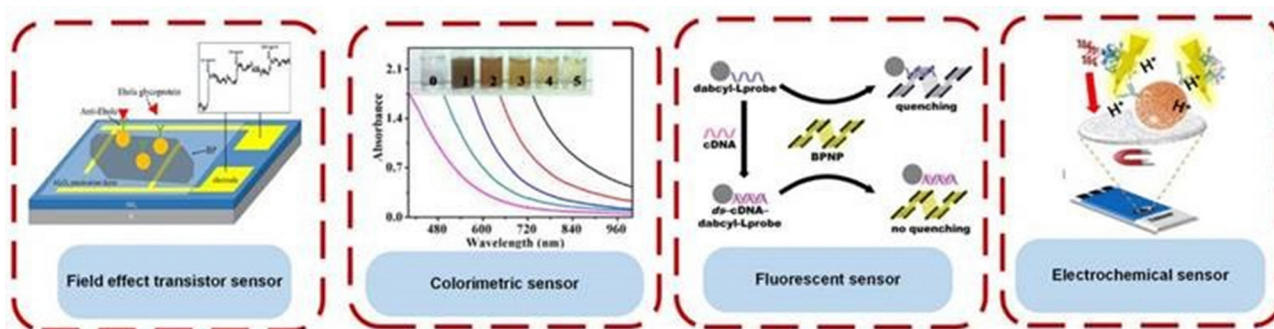 Ebola glycoprotein
Anti-Ebola
BP
electrode
Field effect transistor sensor
2.1
1.4
0.7
0.0
Absorbance
0 1 2 3 4 5
480 600 720 840 960
Wavelength (nm)
Colorimetric sensor
dabcyl-Lprobe
quenching
cDNA
BPNP
ds-cDNA-
dabcyl-Lprobe
no quenching
Fluorescent sensor
H⁺
H⁺
H⁺
Electrochemical sensor